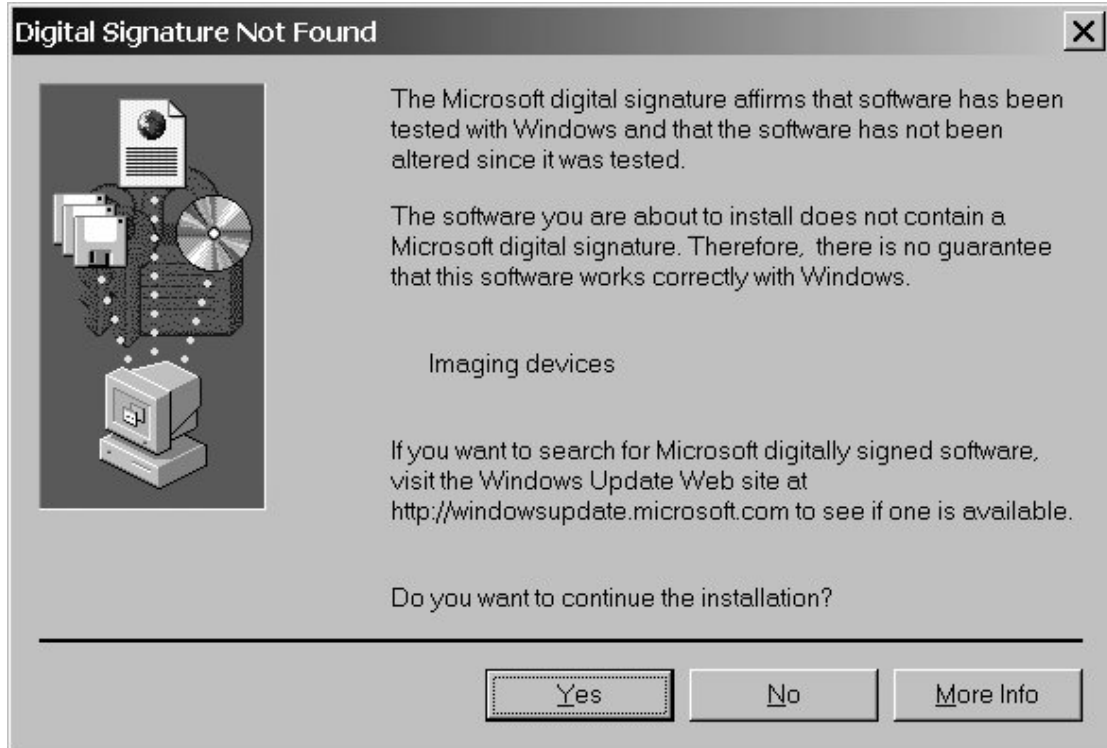 Digital Signature Not Found
The Microsoft digital signature affirms that software has been
tested with Windows and that the software has not been
altered since it was tested.
The software you are about to install does not contain a
Microsoft digital signature. Therefore,  there is no guarantee
that this software works correctly with Windows.
Imaging devices
If you want to search for Microsoft digitally signed software,
visit the Windows Update Web site at
http://windowsupdate.microsoft.com to see if one is available.
Do you want to continue the installation?
Yes No More Info